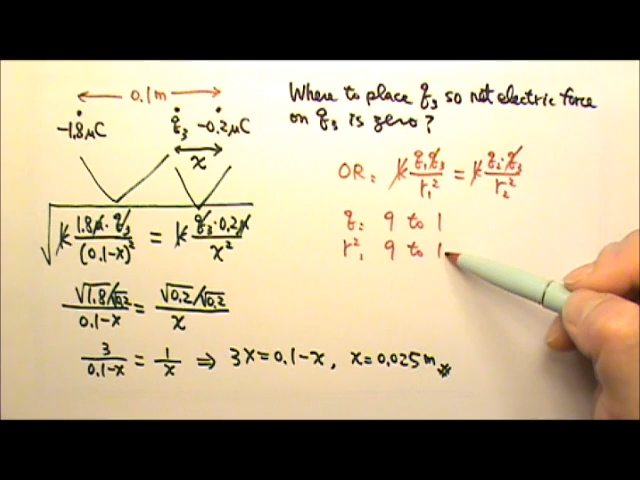 Where to place q₃ so net electric force
on q₃ is zero?
0.1m
-1.8μC q₃ -0.2μC
x
√ k 1.8μ·q₃/(0.1-x)² = k q₃·0.2μ/x²
√1.8/√0.2/0.1-x = √0.2/√0.2/x
3/0.1-x = 1/x ⇒ 3x=0.1-x, x=0.025m
OR: k q₁q₃/r₁² = k q₂·q₃/r₂²
q: 9 to 1
r²: 9 to 1